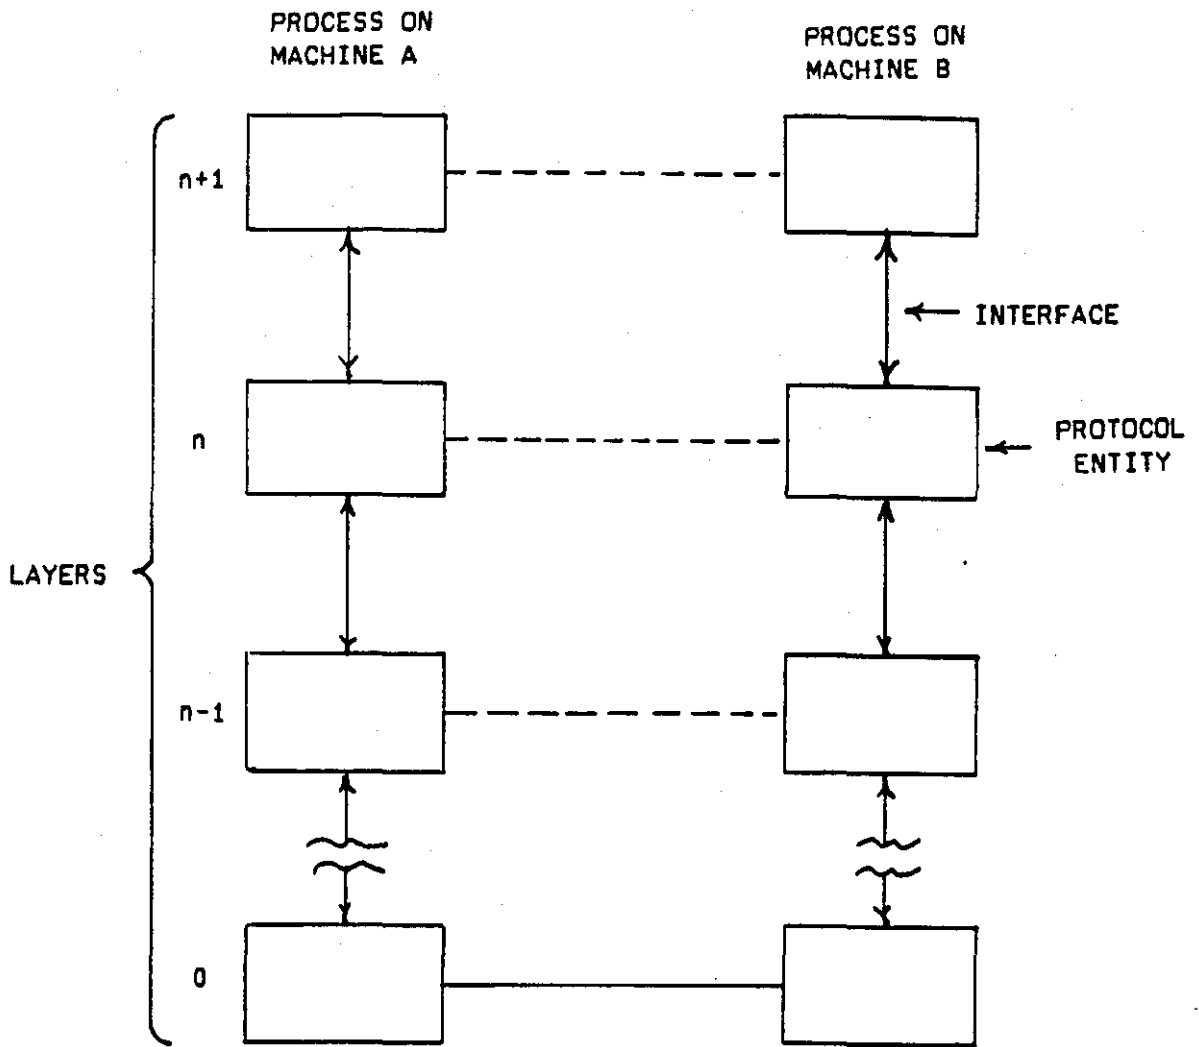 PROCESS ON
MACHINE A
PROCESS ON
MACHINE B
n+1
INTERFACE
n
PROTOCOL
ENTITY
LAYERS
n-1
0